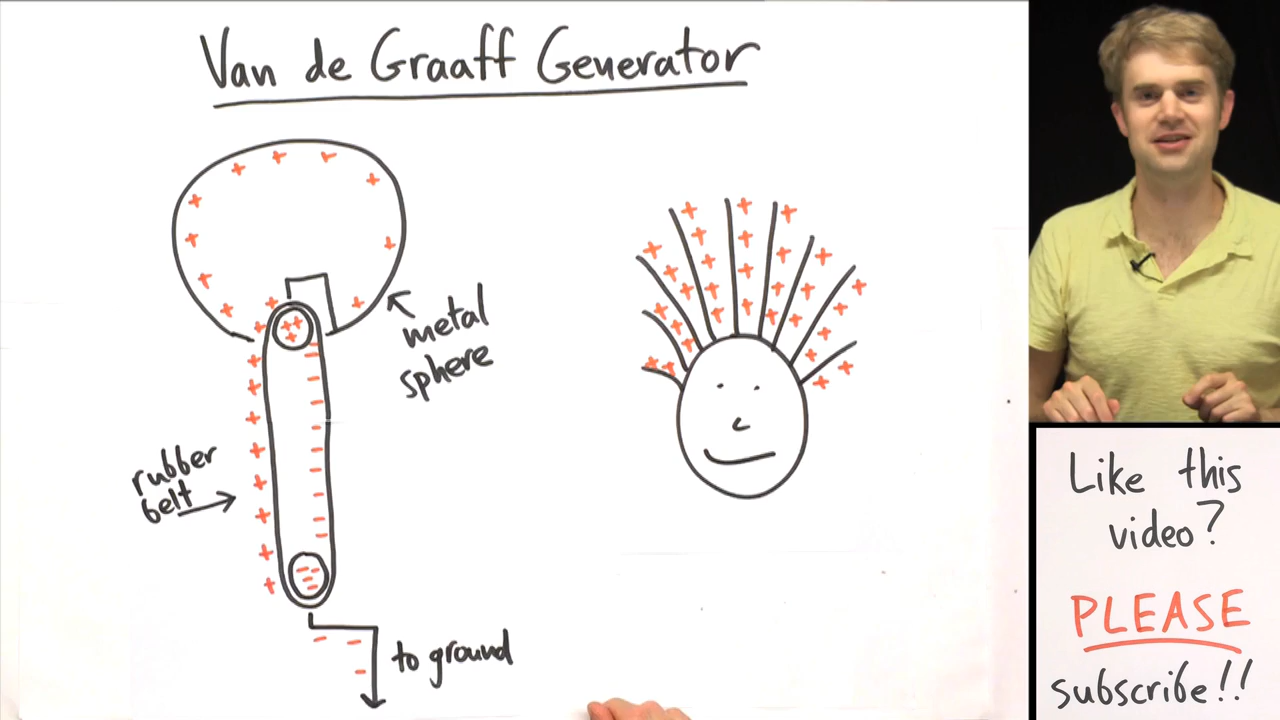 Van de Graaff Generator
metal
sphere
rubber
belt
to ground
Like this
video?
PLEASE
subscribe!!